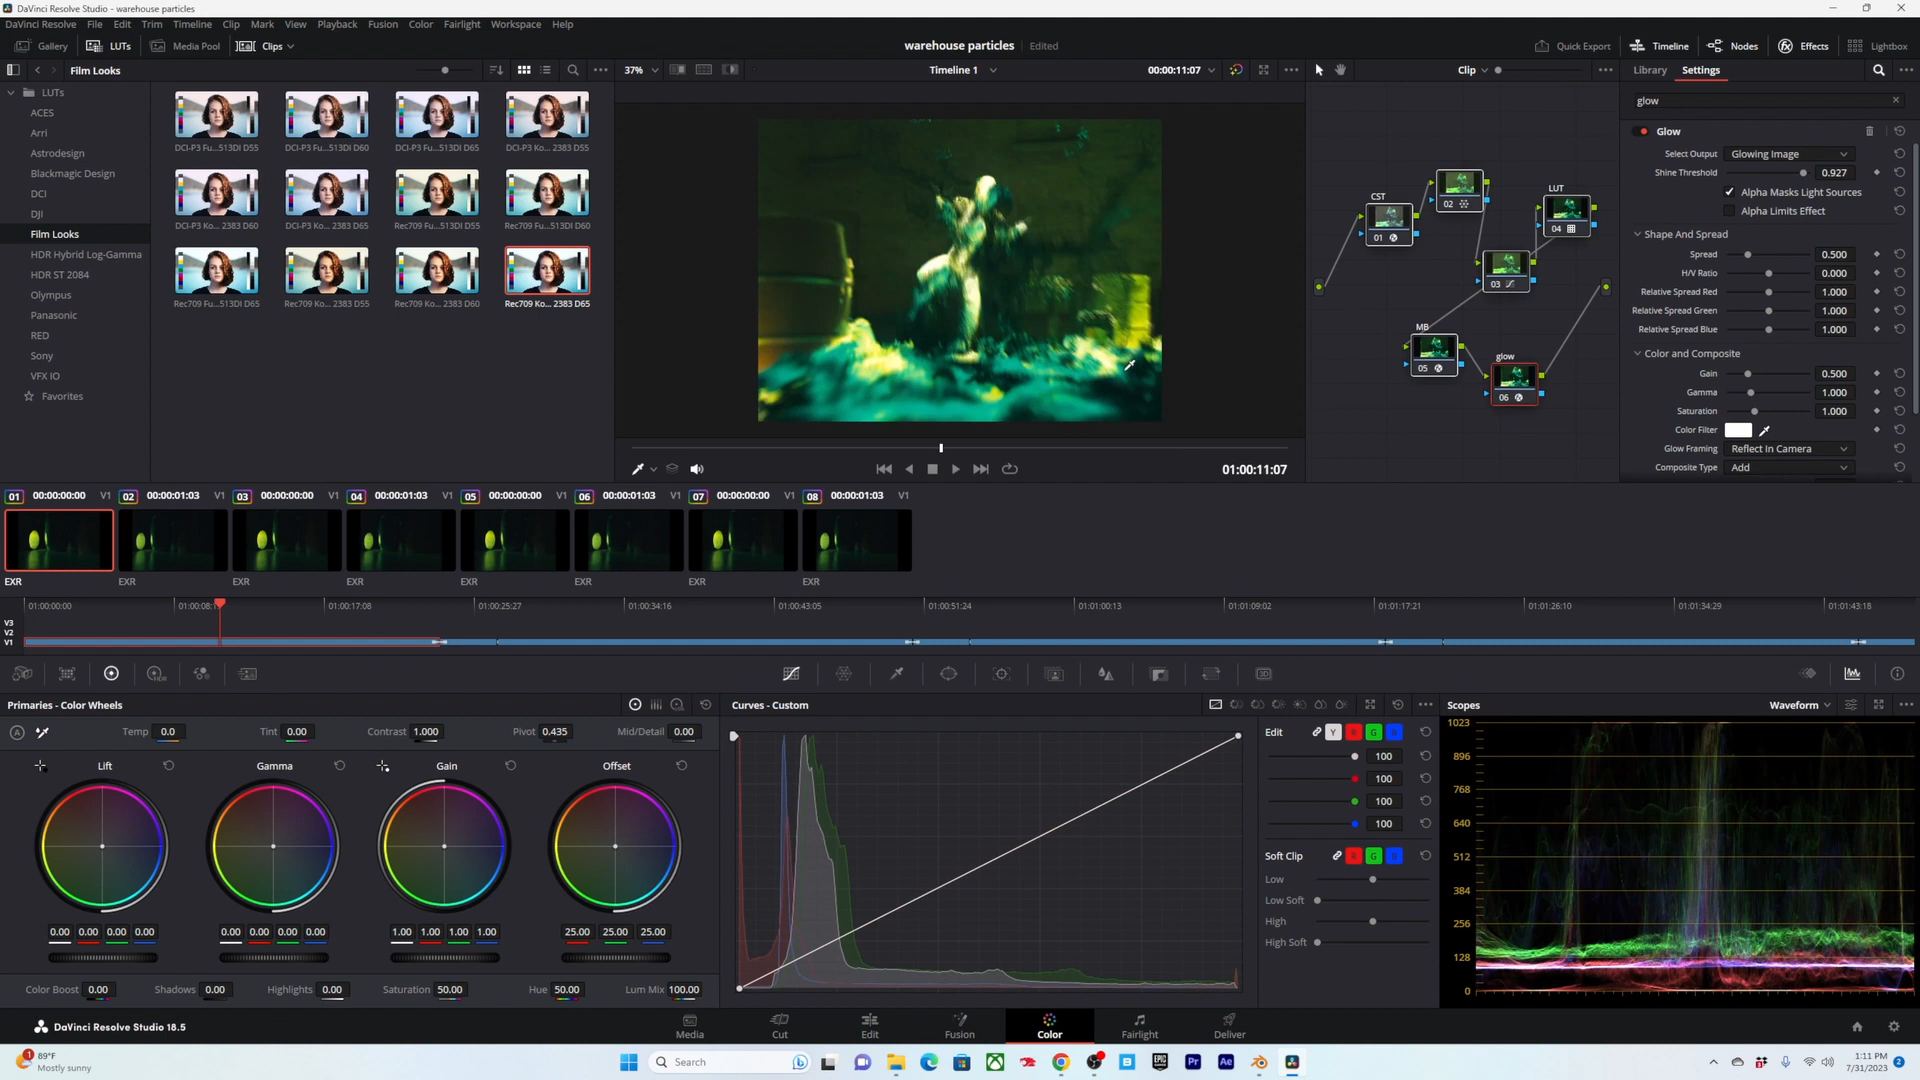 DaVinci Resolve Studio - warehouse particles
DaVinci Resolve File Edit Trim Timeline Clip Mark View Playback Fusion Color Fairlight Workspace Help
Gallery LUTs Media Pool Clips
warehouse particles Edited
Quick Export Timeline Nodes Effects Lightbox
Film Looks
37% Timeline 1 00:00:11:07
Clip
Library Settings
glow
LUTs
ACES
Arri
Astrodesign
Blackmagic Design
DCI
DJI
Film Looks
HDR Hybrid Log-Gamma
HDR ST 2084
Olympus
Panasonic
RED
Sony
VFX IO
Favorites
DCI-P3 Fu...513DI D55 DCI-P3 Fu...513DI D60 DCI-P3 Fu...513DI D65 DCI-P3 Ko... 2383 D55
DCI-P3 Ko... 2383 D60 DCI-P3 Ko... 2383 D65 Rec709 Fu...513DI D55 Rec709 Fu...513DI D60
Rec709 Fu...513DI D65 Rec709 Ko... 2383 D55 Rec709 Ko... 2383 D60 Rec709 Ko... 2383 D65
01:00:11:07
CST
01
02
LUT
04
03
MB
05
glow
06
Glow
Select Output Glowing Image
Shine Threshold 0.927
Alpha Masks Light Sources
Alpha Limits Effect
Shape And Spread
Spread 0.500
H/V Ratio 0.000
Relative Spread Red 1.000
Relative Spread Green 1.000
Relative Spread Blue 1.000
Color and Composite
Gain 0.500
Gamma 1.000
Saturation 1.000
Color Filter
Glow Framing Reflect In Camera
Composite Type Add
01 00:00:00:00 V1 02 00:00:01:03 V1 03 00:00:00:00 V1 04 00:00:01:03 V1 05 00:00:00:00 V1 06 00:00:01:03 V1 07 00:00:00:00 V1 08 00:00:01:03 V1
EXR EXR EXR EXR EXR EXR EXR EXR
01:00:00:00 01:00:08:1 01:00:17:08 01:00:25:27 01:00:34:16 01:00:43:05 01:00:51:24 01:01:00:13 01:01:09:02 01:01:17:21 01:01:26:10 01:01:34:29 01:01:43:18
V3
V2
V1
Primaries - Color Wheels
Temp 0.0 Tint 0.00 Contrast 1.000 Pivot 0.435 Mid/Detail 0.00
Lift Gamma Gain Offset
0.00 0.00 0.00 0.00 0.00 0.00 0.00 0.00 1.00 1.00 1.00 1.00 25.00 25.00 25.00
Color Boost 0.00 Shadows 0.00 Highlights 0.00 Saturation 50.00 Hue 50.00 Lum Mix 100.00
Curves - Custom
Edit Y R G B
100
100
100
100
Soft Clip R G B
Low
Low Soft
High
High Soft
Scopes Waveform
1023
896
768
640
512
384
256
128
0
DaVinci Resolve Studio 18.5
Media Cut Edit Fusion Color Fairlight Deliver
1
89°F
Mostly sunny
Search
EPIC GAMES
Pr
Ae
1:11 PM
7/31/2023
2